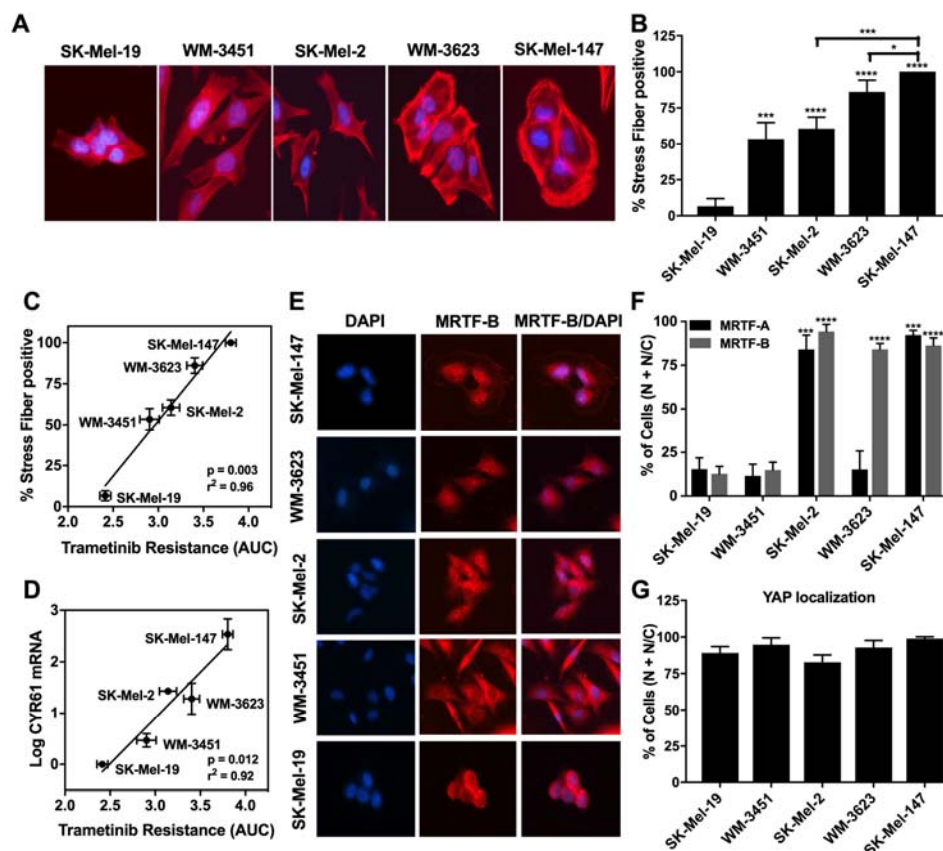 A
SK-Mel-19 WM-3451 SK-Mel-2 WM-3623 SK-Mel-147
B
% Stress Fiber positive
100
75
50
25
0
*** **** **** ****
***
*
SK-Mel-19 WM-3451 SK-Mel-2 WM-3623 SK-Mel-147
C
% Stress Fiber positive
100
75
50
25
0
SK-Mel-147
WM-3623
WM-3451 SK-Mel-2
SK-Mel-19
p = 0.003
r² = 0.96
2.0 2.5 3.0 3.5 4.0
Trametinib Resistance (AUC)
D
Log CYR61 mRNA
3
2
1
0
SK-Mel-147
SK-Mel-2
WM-3623
WM-3451
SK-Mel-19
p = 0.012
r² = 0.92
2.0 2.5 3.0 3.5 4.0
Trametinib Resistance (AUC)
E
DAPI MRTF-B MRTF-B/DAPI
SK-Mel-147
WM-3623
SK-Mel-2
WM-3451
SK-Mel-19
F
% of Cells (N + N/C)
100
75
50
25
0
MRTF-A
MRTF-B
*** **** **** *** ****
SK-Mel-19 WM-3451 SK-Mel-2 WM-3623 SK-Mel-147
G
YAP localization
% of Cells (N + N/C)
100
75
50
25
0
SK-Mel-19 WM-3451 SK-Mel-2 WM-3623 SK-Mel-147